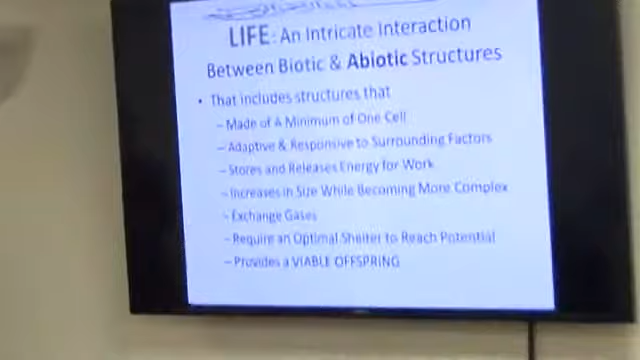 LIFE: An Intricate Interaction
Between Biotic & Abiotic Structures
• That includes structures that
– Made of A Minimum of One Cell
– Adaptive & Responsive to Surrounding Factors
– Stores and Releases Energy for Work
– Increases in Size While Becoming More Complex
– Exchange Gases
– Require an Optimal Shelter to Reach Potential
– Provides a VIABLE OFFSPRING